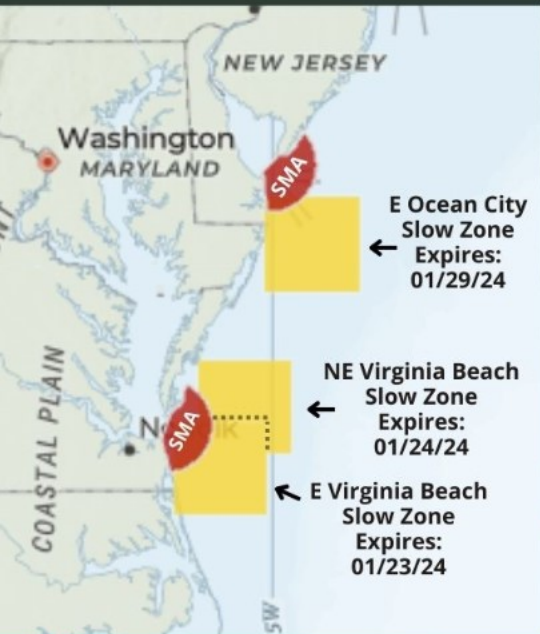 NEW JERSEY
Washington
MARYLAND
SMA
E Ocean City
Slow Zone
Expires:
01/29/24
NE Virginia Beach
Slow Zone
Expires:
01/24/24
SMA
COASTAL PLAIN
E Virginia Beach
Slow Zone
Expires:
01/23/24
5W